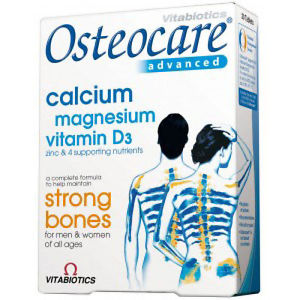 Vitabiotics
Osteocare®
advanced
calcium
magnesium
vitamin D3
zinc & 4 supporting nutrients
a complete formula
to help maintain
strong
bones
for men & women
of all ages
VITABIOTICS